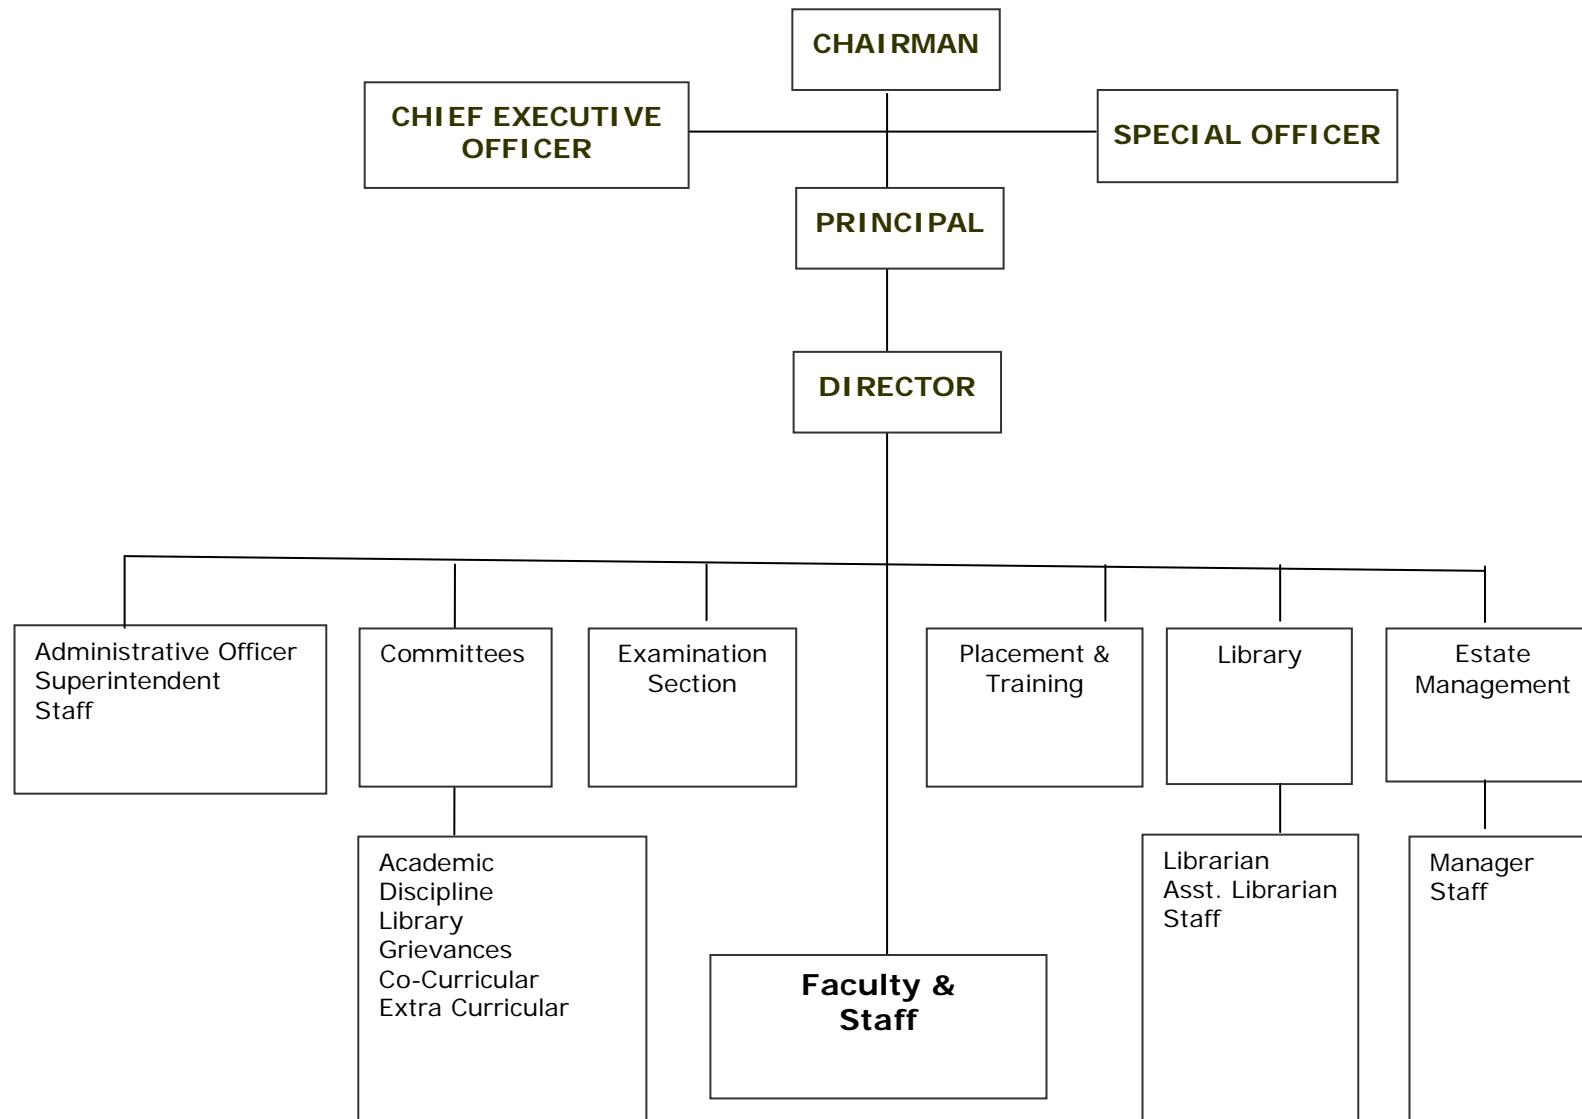 CHAIRMAN
CHIEF EXECUTIVE
OFFICER
SPECIAL OFFICER
PRINCIPAL
DIRECTOR
Administrative Officer
Superintendent
Staff
Committees
Examination
Section
Placement &
Training
Library
Estate
Management
Academic
Discipline
Library
Grievances
Co-Curricular
Extra Curricular
Faculty &
Staff
Librarian
Asst. Librarian
Staff
Manager
Staff